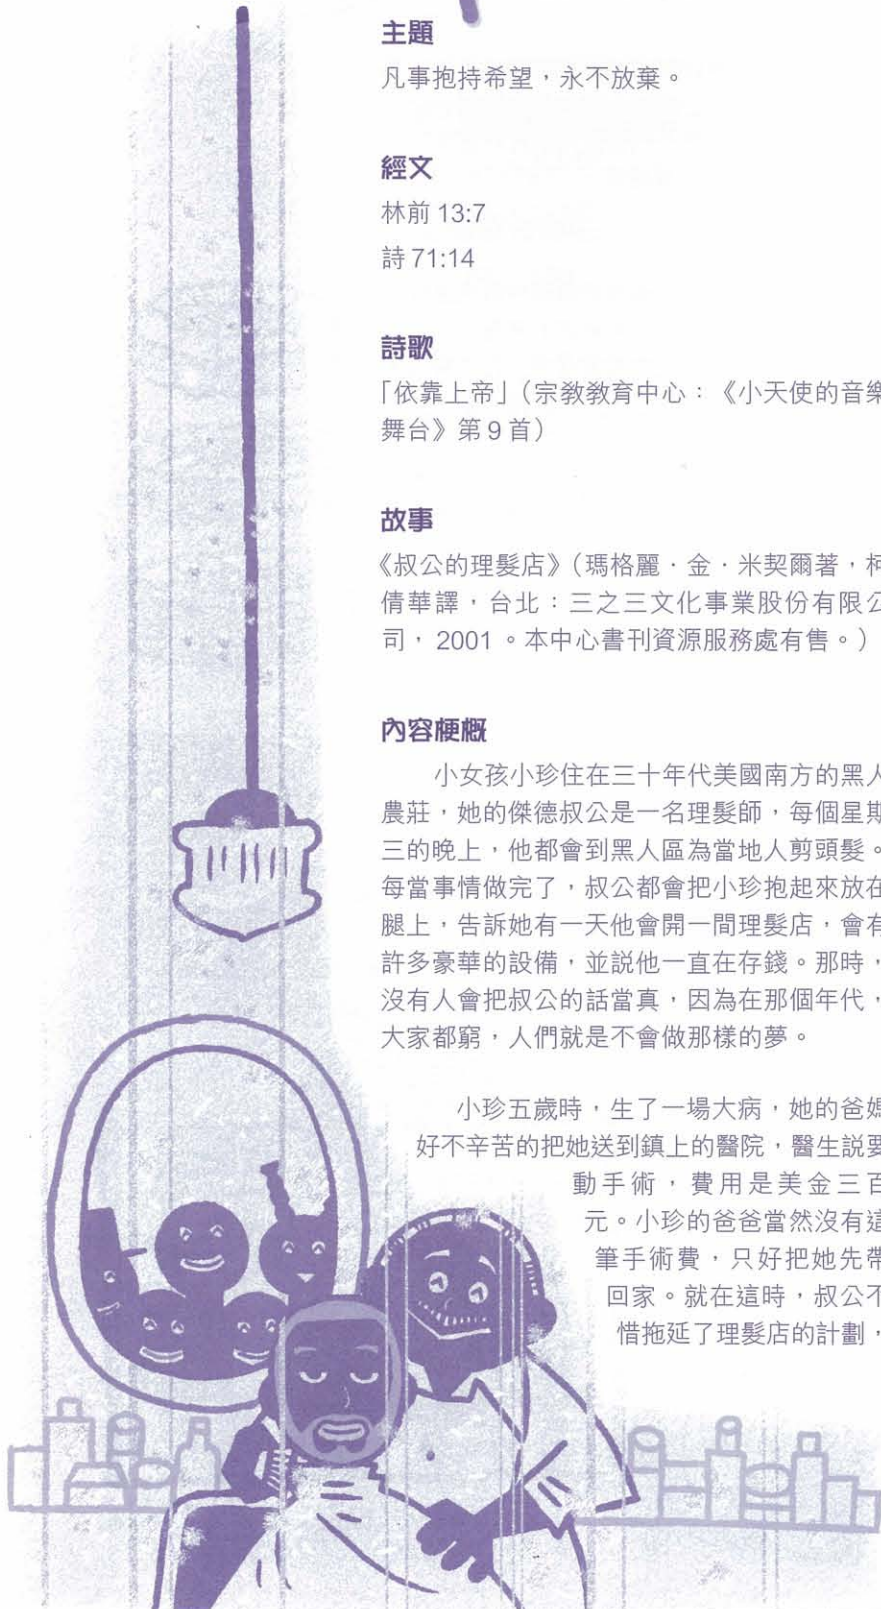 主題
凡事抱持希望，永不放棄。
經文
林前 13:7
詩 71:14
詩歌
「依靠上帝」（宗教教育中心：《小天使的音樂
舞台》第 9 首）
故事
《叔公的理髮店》（瑪格麗．金．米契爾著，柯
倩華譯，台北：三之三文化事業股份有限公
司， 2001 。本中心書刊資源服務處有售。）
內容梗概
小女孩小珍住在三十年代美國南方的黑人
農莊，她的傑德叔公是一名理髮師，每個星期
三的晚上，他都會到黑人區為當地人剪頭髮。
每當事情做完了，叔公都會把小珍抱起來放在
腿上，告訴她有一天他會開一間理髮店，會有
許多豪華的設備，並説他一直在存錢。那時，
沒有人會把叔公的話當真，因為在那個年代，
大家都窮，人們就是不會做那樣的夢。
小珍五歲時，生了一場大病，她的爸媽
好不辛苦的把她送到鎮上的醫院，醫生説要
動手術，費用是美金三百
元。小珍的爸爸當然沒有這
筆手術費，只好把她先帶
回家。就在這時，叔公不
惜拖延了理髮店的計劃，